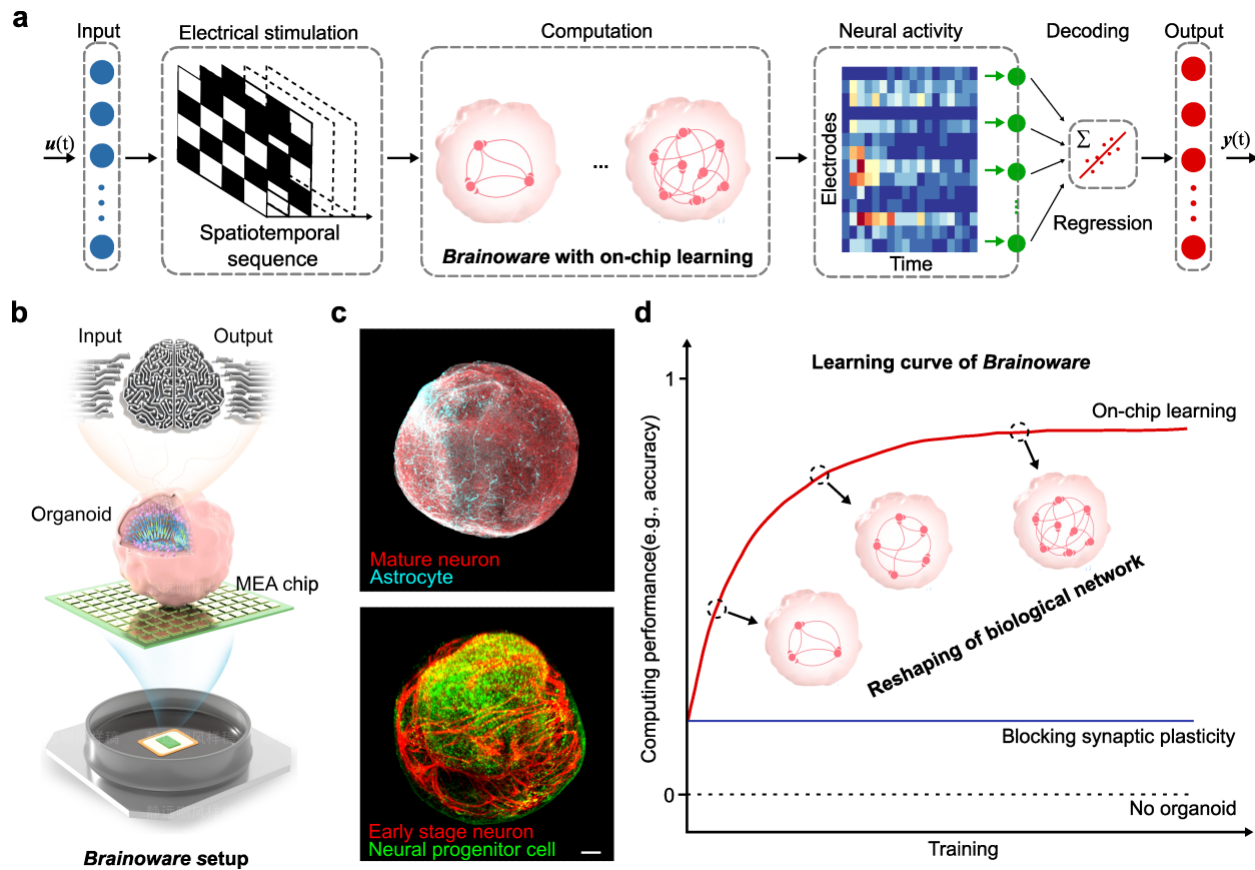 a
Input
Electrical stimulation
Computation
Neural activity
Decoding
Output
u(t)
Spatiotemporal
sequence
...
Brainoware with on-chip learning
Electrodes
Time
Σ
Regression
y(t)
b
Input
Output
Organoid
MEA chip
Brainoware setup
c
Mature neuron
Astrocyte
Early stage neuron
Neural progenitor cell
d
Learning curve of Brainoware
1
On-chip learning
Computing performance(e.g., accuracy)
Reshaping of biological network
Blocking synaptic plasticity
0
No organoid
Training